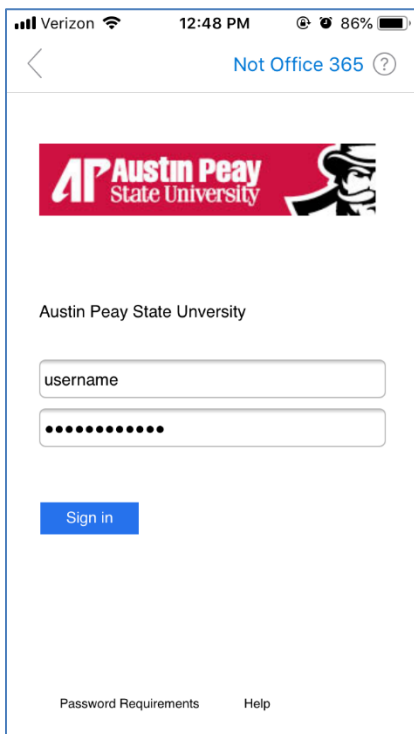 Verizon 12:48 PM 86%
Not Office 365 ?
AP Austin Peay
State University
Austin Peay State Unversity
username
••••••••••••
Sign in
Password Requirements Help